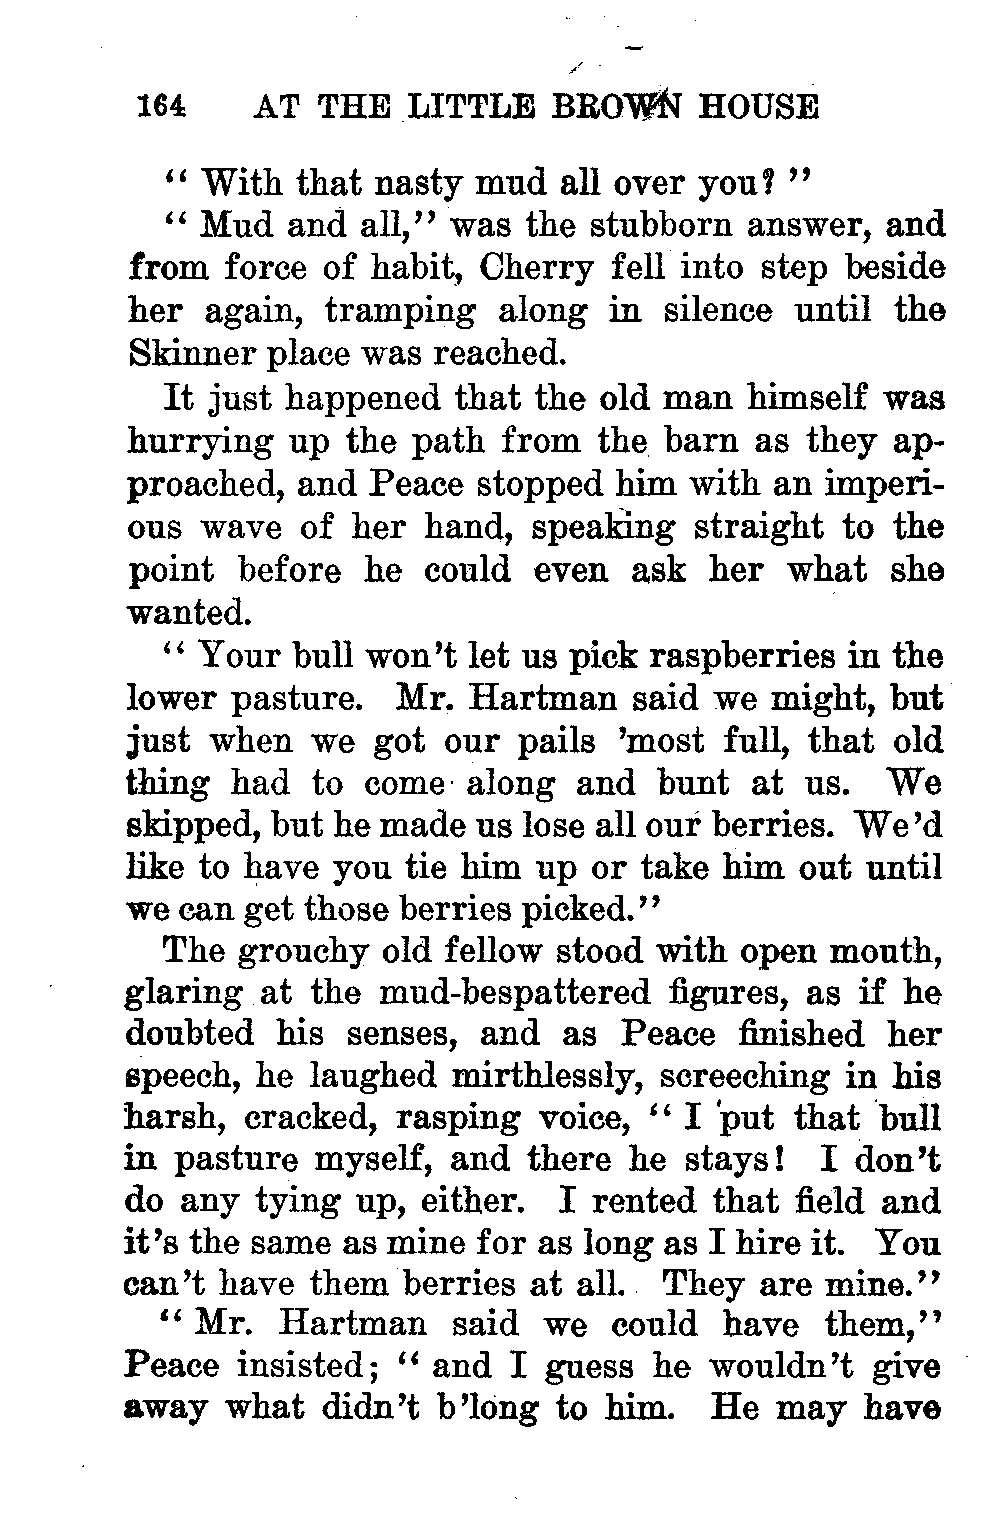 164 AT THE LITTLE BROWN HOUSE
“ With that nasty mud all over you? ”
“ Mud and all,” was the stubborn answer, and
from force of habit, Cherry fell into step beside
her again, tramping along in silence until the
Skinner place was reached.
It just happened that the old man himself was
hurrying up the path from the barn as they ap-
proached, and Peace stopped him with an imperi-
ous wave of her hand, speaking straight to the
point before he could even ask her what she
wanted.
“ Your bull won’t let us pick raspberries in the
lower pasture. Mr. Hartman said we might, but
just when we got our pails ’most full, that old
thing had to come along and bunt at us. We
skipped, but he made us lose all our berries. We’d
like to have you tie him up or take him out until
we can get those berries picked.”
The grouchy old fellow stood with open mouth,
glaring at the mud-bespattered figures, as if he
doubted his senses, and as Peace finished her
speech, he laughed mirthlessly, screeching in his
harsh, cracked, rasping voice, “ I put that bull
in pasture myself, and there he stays! I don’t
do any tying up, either. I rented that field and
it’s the same as mine for as long as I hire it. You
can’t have them berries at all. They are mine.”
“ Mr. Hartman said we could have them,”
Peace insisted; “ and I guess he wouldn’t give
away what didn’t b’long to him. He may have